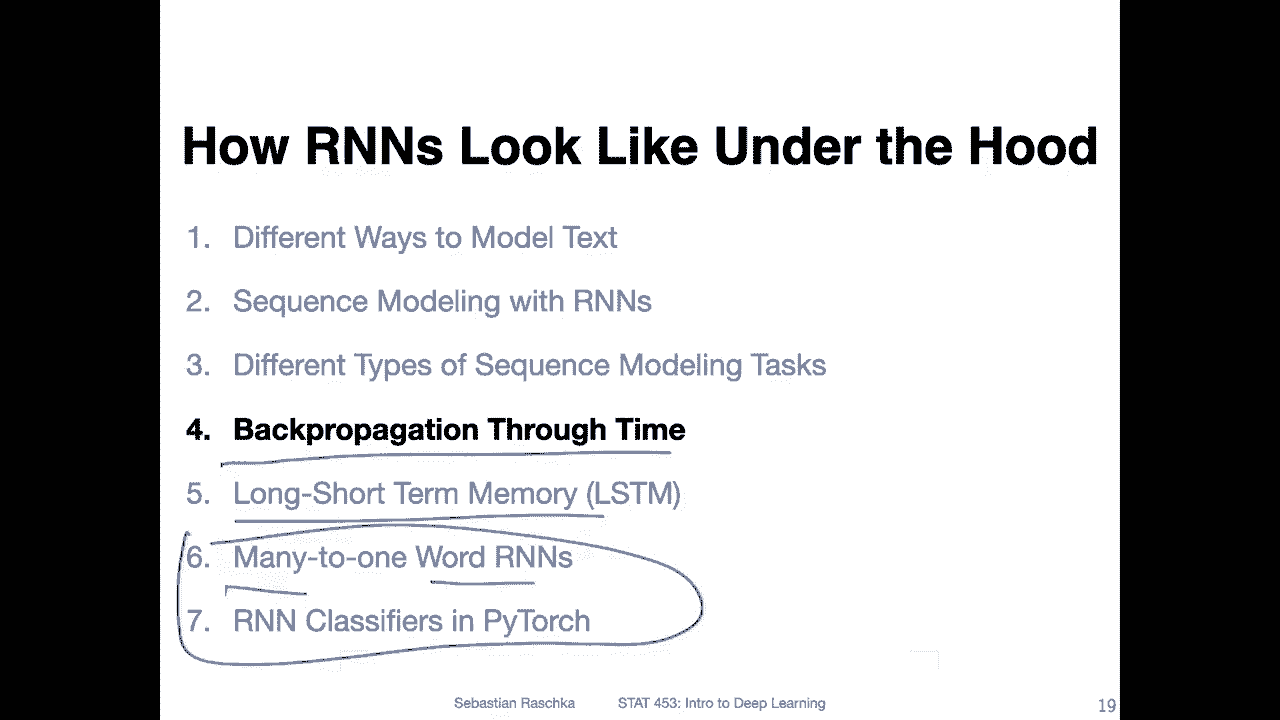 How RNNs Look Like Under the Hood
1. Different Ways to Model Text
2. Sequence Modeling with RNNs
3. Different Types of Sequence Modeling Tasks
4. Backpropagation Through Time
5. Long-Short Term Memory (LSTM)
6. Many-to-one Word RNNs
7. RNN Classifiers in PyTorch
Sebastian Raschka STAT 453: Intro to Deep Learning 19